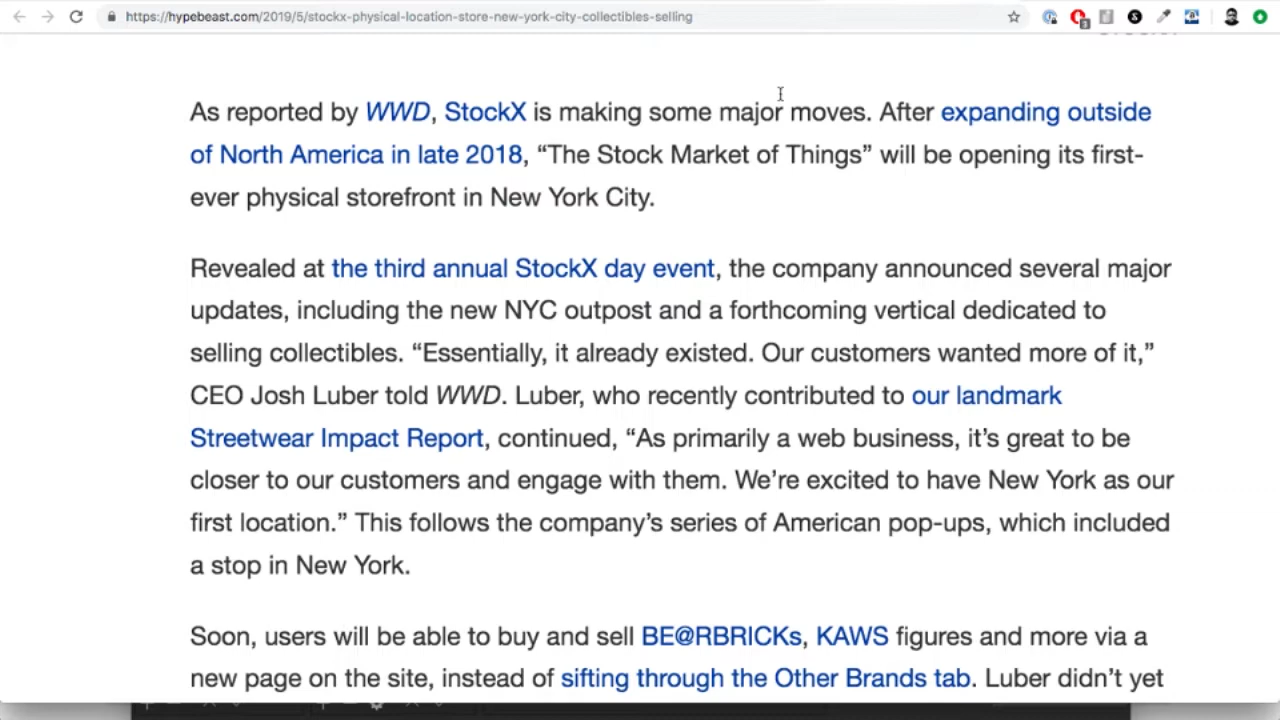 https://hypebeast.com/2019/5/stockx-physical-location-store-new-york-city-collectibles-selling
As reported by WWD, StockX is making some major moves. After expanding outside
of North America in late 2018, “The Stock Market of Things” will be opening its first-
ever physical storefront in New York City.
Revealed at the third annual StockX day event, the company announced several major
updates, including the new NYC outpost and a forthcoming vertical dedicated to
selling collectibles. “Essentially, it already existed. Our customers wanted more of it,”
CEO Josh Luber told WWD. Luber, who recently contributed to our landmark
Streetwear Impact Report, continued, “As primarily a web business, it’s great to be
closer to our customers and engage with them. We’re excited to have New York as our
first location.” This follows the company’s series of American pop-ups, which included
a stop in New York.
Soon, users will be able to buy and sell BE@RBRICKs, KAWS figures and more via a
new page on the site, instead of sifting through the Other Brands tab. Luber didn’t yet